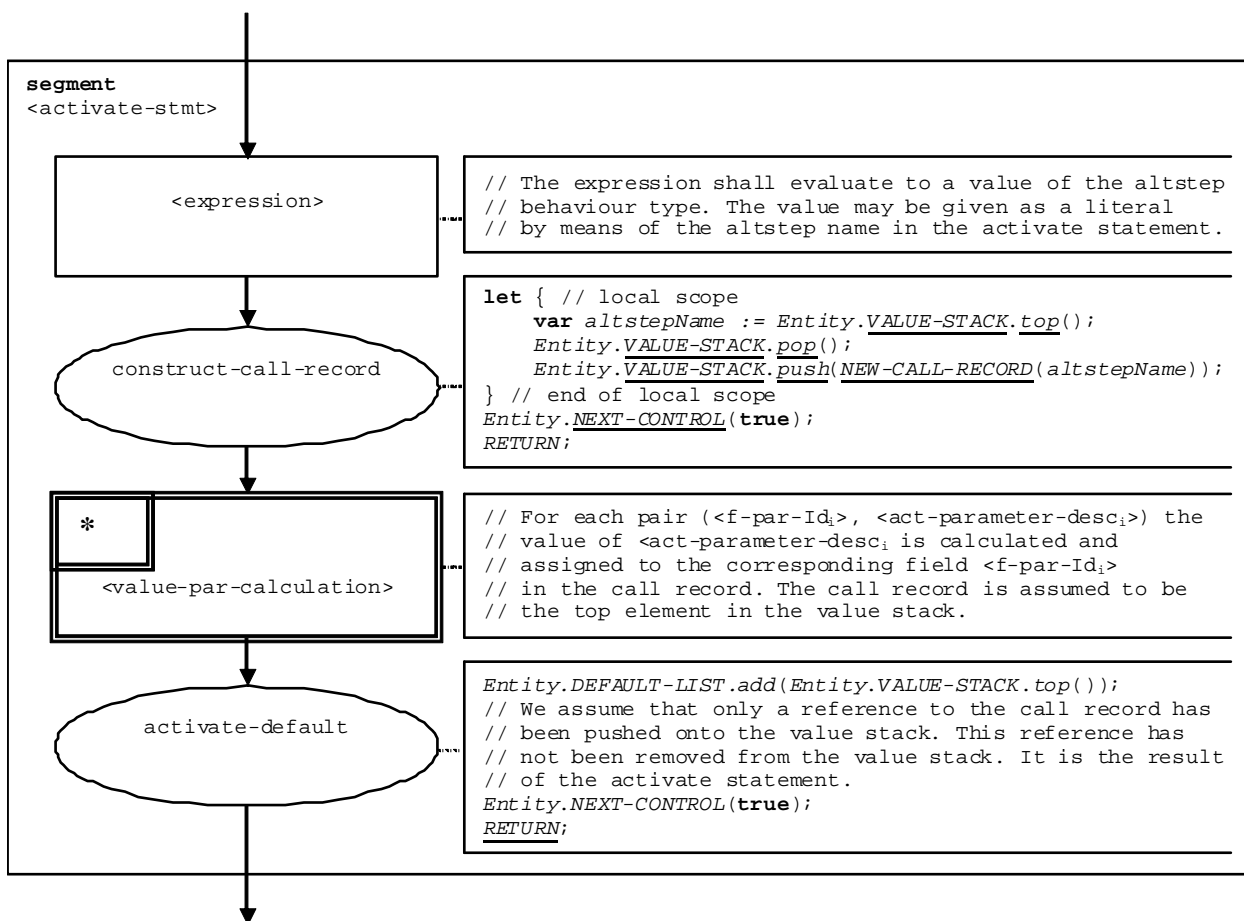 segment
<activate-stmt>
<expression>
// The expression shall evaluate to a value of the altstep
// behaviour type. The value may be given as a literal
// by means of the altstep name in the activate statement.
construct-call-record
let { // local scope
var altstepName := Entity.VALUE-STACK.top();
Entity.VALUE-STACK.pop();
Entity.VALUE-STACK.push(NEW-CALL-RECORD(altstepName));
} // end of local scope
Entity.NEXT-CONTROL(true);
RETURN;
*
<value-par-calculation>
// For each pair (<f-par-Idi>, <act-parameter-desci>) the
// value of <act-parameter-desci is calculated and
// assigned to the corresponding field <f-par-Idi>
// in the call record. The call record is assumed to be
// the top element in the value stack.
activate-default
Entity.DEFAULT-LIST.add(Entity.VALUE-STACK.top());
// We assume that only a reference to the call record has
// been pushed onto the value stack. This reference has
// not been removed from the value stack. It is the result
// of the activate statement.
Entity.NEXT-CONTROL(true);
RETURN;